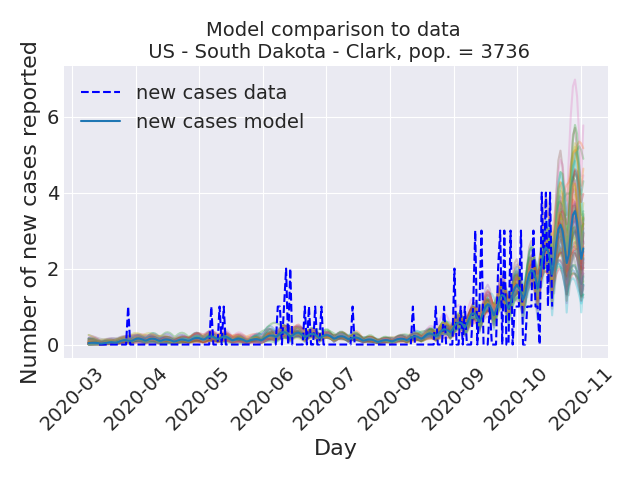 Model comparison to data
US - South Dakota - Clark, pop. = 3736
new cases data
new cases model
Number of new cases reported
6
4
2
0
2020-03
2020-04
2020-05
2020-06
2020-07
2020-08
2020-09
2020-10
2020-11
Day